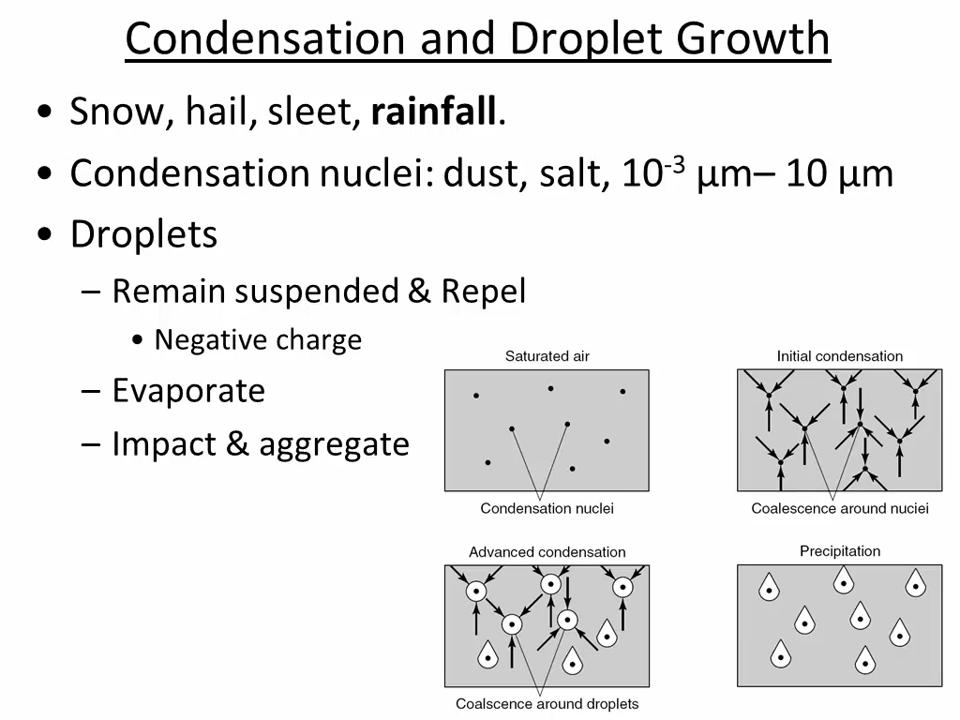 Condensation and Droplet Growth
• Snow, hail, sleet, rainfall.
• Condensation nuclei: dust, salt, 10⁻³ µm– 10 µm
• Droplets
– Remain suspended & Repel
• Negative charge
– Evaporate
– Impact & aggregate
Saturated air
Condensation nuclei
Initial condensation
Coalescence around nuclei
Advanced condensation
Coalscence around droplets
Precipitation